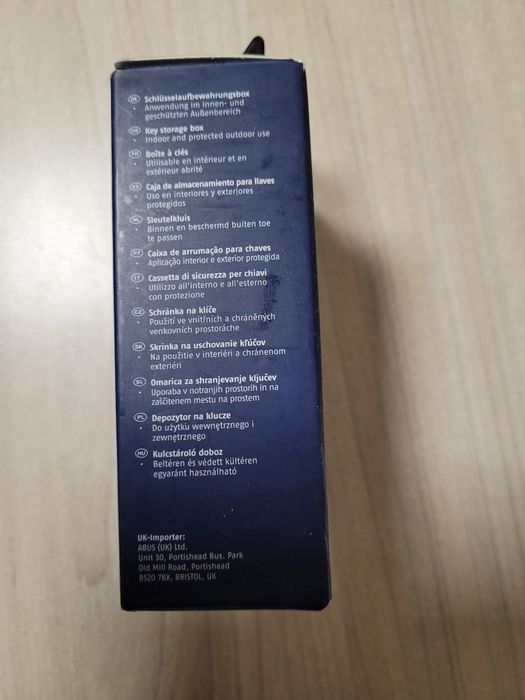 DE Schlüsselaufbewahrungsbox
• Anwendung im Innen- und
geschützten Außenbereich
GB Key storage box
• Indoor and protected outdoor use
FR Boîte à clés
• Utilisable en intérieur et en
extérieur abrité
ES Caja de almacenamiento para llaves
• Uso en interiores y exteriores
protegidos
NL Sleutelkluis
• Binnen en beschermd buiten toe
te passen
PT Caixa de arrumação para chaves
• Aplicação interior e exterior protegida
IT Cassetta di sicurezza per chiavi
• Utilizzo all'interno e all'esterno
con protezione
CZ Schránka na klíče
• Použití ve vnitřních a chráněných
venkovních prostorách
SK Skrinka na uschovanie kľúčov
• Na použitie v interiéri a chránenom
exteriéri
SL Omarica za shranjevanje ključev
• Uporaba v notranjih prostorih in na
zaščitenem mestu na prostem
PL Depozytor na klucze
• Do użytku wewnętrznego i
zewnętrznego
HU Kulcstároló doboz
• Beltéren és védett kültéren
egyaránt használható
UK-Importer:
ABUS (UK) Ltd.
Unit 30, Portishead Bus. Park
Old Mill Road, Portishead
BS20 7BX, BRISTOL, UK